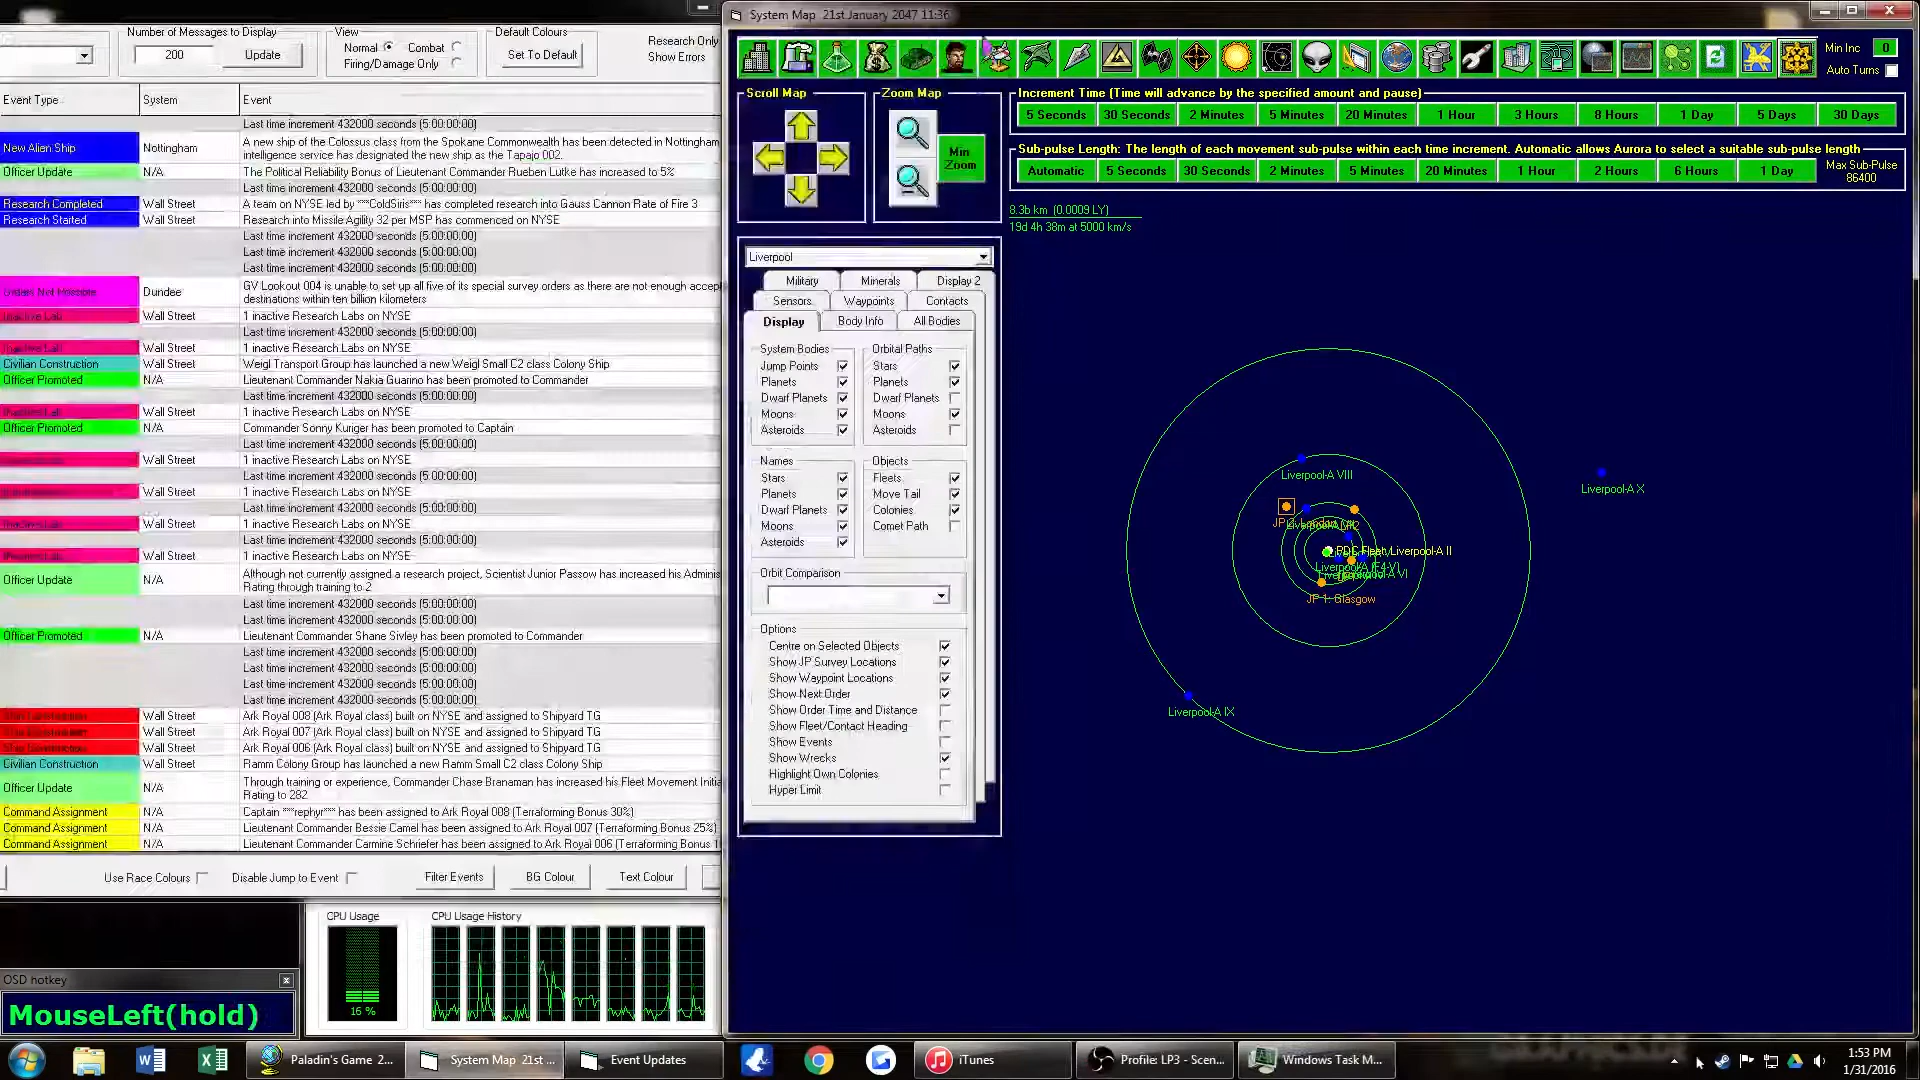 System Map 21st January 2047 11:36
Number of Messages to Display
200
Update
View
Normal
Combat
Firing/Damage Only
Default Colours
Set To Default
Research Only
Show Errors
Event Type
System
Event
Last time increment 432000 seconds (5:00:00:00)
New Alien Ship
Nottingham
A new ship of the Colossus class from the Spokane Commonwealth has been detected in Nottingham
intelligence service has designated the new ship as the Tapajo 002.
Officer Update
N/A
The Political Reliability Bonus of Lieutenant Commander Rueben Lutke has increased to 5%
Last time increment 432000 seconds (5:00:00:00)
Research Completed
Wall Street
A team on NYSE led by ***ColdSiris*** has completed research into Gauss Cannon Rate of Fire 3
Research Started
Wall Street
Research into Missile Agility 32 per MSP has commenced on NYSE
Last time increment 432000 seconds (5:00:00:00)
Last time increment 432000 seconds (5:00:00:00)
Last time increment 432000 seconds (5:00:00:00)
Orders Not Possible
Dundee
GV Lookout 004 is unable to set up all five of its special survey orders as there are not enough accep
destinations within ten billion kilometers
Inactive Lab
Wall Street
1 inactive Research Labs on NYSE
Last time increment 432000 seconds (5:00:00:00)
Inactive Lab
Wall Street
1 inactive Research Labs on NYSE
Civilian Construction
Wall Street
Weigl Transport Group has launched a new Weigl Small C2 class Colony Ship
Officer Promoted
N/A
Lieutenant Commander Nakia Guarino has been promoted to Commander
Last time increment 432000 seconds (5:00:00:00)
Inactive Lab
Wall Street
1 inactive Research Labs on NYSE
Officer Promoted
N/A
Commander Sonny Kuriger has been promoted to Captain
Last time increment 432000 seconds (5:00:00:00)
Wall Street
1 inactive Research Labs on NYSE
Last time increment 432000 seconds (5:00:00:00)
Wall Street
1 inactive Research Labs on NYSE
Last time increment 432000 seconds (5:00:00:00)
Inactive Lab
Wall Street
1 inactive Research Labs on NYSE
Last time increment 432000 seconds (5:00:00:00)
Inactive Lab
Wall Street
1 inactive Research Labs on NYSE
Officer Update
N/A
Although not currently assigned a research project, Scientist Junior Passow has increased his Admini
Rating through training to 2
Last time increment 432000 seconds (5:00:00:00)
Last time increment 432000 seconds (5:00:00:00)
Officer Promoted
N/A
Lieutenant Commander Shane Sivley has been promoted to Commander
Last time increment 432000 seconds (5:00:00:00)
Last time increment 432000 seconds (5:00:00:00)
Last time increment 432000 seconds (5:00:00:00)
Last time increment 432000 seconds (5:00:00:00)
Ship Construction
Wall Street
Ark Royal 008 (Ark Royal class) built on NYSE and assigned to Shipyard TG
Ship Construction
Wall Street
Ark Royal 007 (Ark Royal class) built on NYSE and assigned to Shipyard TG
Ship Construction
Wall Street
Ark Royal 006 (Ark Royal class) built on NYSE and assigned to Shipyard TG
Civilian Construction
Wall Street
Ramm Colony Group has launched a new Ramm Small C2 class Colony Ship
Officer Update
N/A
Through training or experience, Commander Chase Branaman has increased his Fleet Movement Initia
Rating to 282
Command Assignment
N/A
Captain ***rephyr*** has been assigned to Ark Royal 008 (Terraforming Bonus 30%)
Command Assignment
N/A
Lieutenant Commander Bessie Camel has been assigned to Ark Royal 007 (Terraforming Bonus 25%)
Command Assignment
N/A
Lieutenant Commander Carmine Schriefer has been assigned to Ark Royal 006 (Terraforming Bonus 1
Use Race Colours
Disable Jump to Event
Filter Events
BG Colour
Text Colour
CPU Usage
16 %
CPU Usage History
OSD hotkey
MouseLeft(hold)
Min Inc
0
Auto Turns
Scroll Map
Zoom Map
Min
Zoom
Increment Time (Time will advance by the specified amount and pause)
5 Seconds
30 Seconds
2 Minutes
5 Minutes
20 Minutes
1 Hour
3 Hours
8 Hours
1 Day
5 Days
30 Days
Sub-pulse Length: The length of each movement sub-pulse within each time increment. Automatic allows Aurora to select a suitable sub-pulse length
Automatic
5 Seconds
30 Seconds
2 Minutes
5 Minutes
20 Minutes
1 Hour
2 Hours
6 Hours
1 Day
Max Sub-Pulse
86400
8.3b km (0.0009 LY)
19d 4h 38m at 5000 km/s
Liverpool
Military
Minerals
Display 2
Sensors
Waypoints
Contacts
Display
Body Info
All Bodies
System Bodies
Jump Points
Planets
Dwarf Planets
Moons
Asteroids
Orbital Paths
Stars
Planets
Dwarf Planets
Moons
Asteroids
Names
Stars
Planets
Dwarf Planets
Moons
Asteroids
Objects
Fleets
Move Tail
Colonies
Comet Path
Orbit Comparison
Options
Centre on Selected Objects
Show JP Survey Locations
Show Waypoint Locations
Show Next Order
Show Order Time and Distance
Show Fleet/Contact Heading
Show Events
Show Wrecks
Highlight Own Colonies
Hyper Limit
Liverpool-A VIII
Liverpool-A X
PDC Fleet
Liverpool-A II
JP 1: Glasgow
Liverpool-A IX
Paladin's Game 2...
System Map 21st ...
Event Updates
iTunes
Profile: LP3 - Scen...
Windows Task M...
1:53 PM
1/31/2016